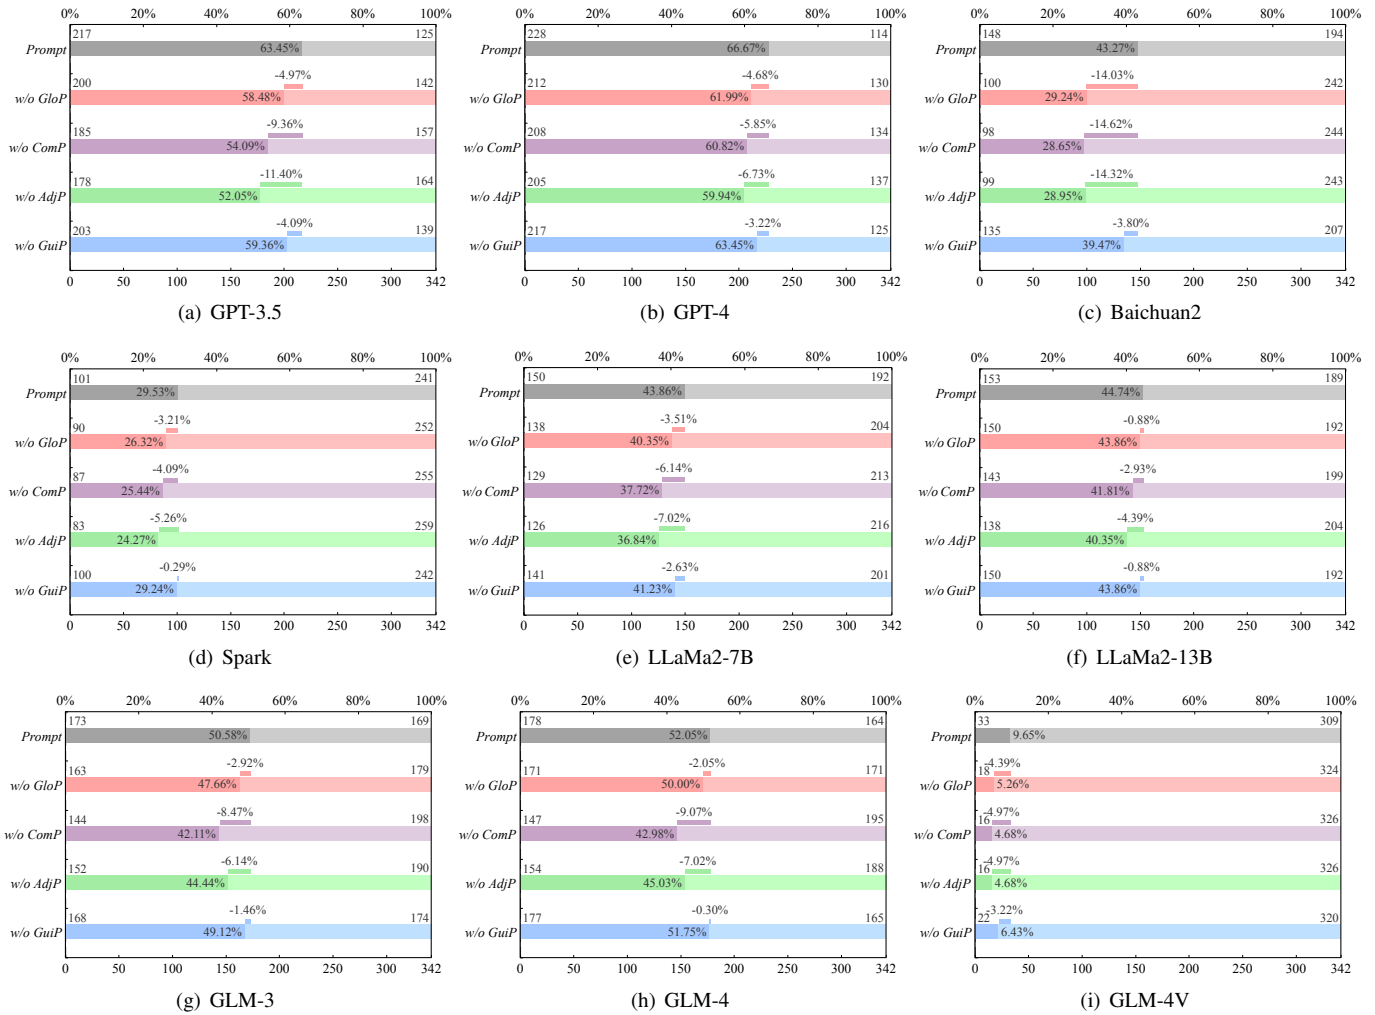 0% 20% 40% 60% 80% 100%
217 125
Prompt 63.45%
-4.97%
200 142
w/o GloP 58.48%
-9.36%
185 157
w/o ComP 54.09%
-11.40%
178 164
w/o AdjP 52.05%
-4.09%
203 139
w/o GuiP 59.36%
0 50 100 150 200 250 300 342
(a) GPT-3.5
0% 20% 40% 60% 80% 100%
228 114
Prompt 66.67%
-4.68%
212 130
w/o GloP 61.99%
-5.85%
208 134
w/o ComP 60.82%
-6.73%
205 137
w/o AdjP 59.94%
-3.22%
217 125
w/o GuiP 63.45%
0 50 100 150 200 250 300 342
(b) GPT-4
0% 20% 40% 60% 80% 100%
148 194
Prompt 43.27%
-14.03%
100 242
w/o GloP 29.24%
-14.62%
98 244
w/o ComP 28.65%
-14.32%
99 243
w/o AdjP 28.95%
-3.80%
135 207
w/o GuiP 39.47%
0 50 100 150 200 250 300 342
(c) Baichuan2
0% 20% 40% 60% 80% 100%
101 241
Prompt 29.53%
-3.21%
90 252
w/o GloP 26.32%
-4.09%
87 255
w/o ComP 25.44%
-5.26%
83 259
w/o AdjP 24.27%
-0.29%
100 242
w/o GuiP 29.24%
0 50 100 150 200 250 300 342
(d) Spark
0% 20% 40% 60% 80% 100%
150 192
Prompt 43.86%
-3.51%
138 204
w/o GloP 40.35%
-6.14%
129 213
w/o ComP 37.72%
-7.02%
126 216
w/o AdjP 36.84%
-2.63%
141 201
w/o GuiP 41.23%
0 50 100 150 200 250 300 342
(e) LLaMa2-7B
0% 20% 40% 60% 80% 100%
153 189
Prompt 44.74%
-0.88%
150 192
w/o GloP 43.86%
-2.93%
143 199
w/o ComP 41.81%
-4.39%
138 204
w/o AdjP 40.35%
-0.88%
150 192
w/o GuiP 43.86%
0 50 100 150 200 250 300 342
(f) LLaMa2-13B
0% 20% 40% 60% 80% 100%
173 169
Prompt 50.58%
-2.92%
163 179
w/o GloP 47.66%
-8.47%
144 198
w/o ComP 42.11%
-6.14%
152 190
w/o AdjP 44.44%
-1.46%
168 174
w/o GuiP 49.12%
0 50 100 150 200 250 300 342
(g) GLM-3
0% 20% 40% 60% 80% 100%
178 164
Prompt 52.05%
-2.05%
171 171
w/o GloP 50.00%
-9.07%
147 195
w/o ComP 42.98%
-7.02%
154 188
w/o AdjP 45.03%
-0.30%
177 165
w/o GuiP 51.75%
0 50 100 150 200 250 300 342
(h) GLM-4
0% 20% 40% 60% 80% 100%
33 309
Prompt 9.65%
-4.39%
18 324
w/o GloP 5.26%
-4.97%
16 326
w/o ComP 4.68%
-4.97%
16 326
w/o AdjP 4.68%
-3.22%
22 320
w/o GuiP 6.43%
0 50 100 150 200 250 300 342
(i) GLM-4V